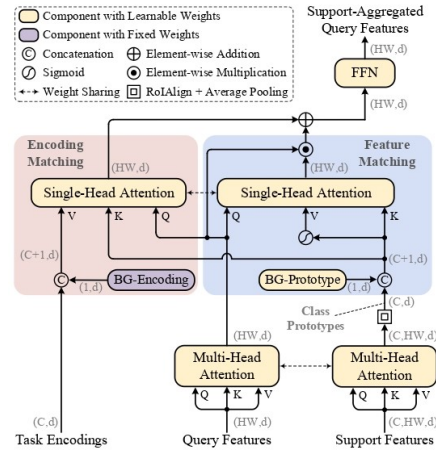 Component with Learnable Weights
Component with Fixed Weights
C Concatenation
Element-wise Addition
Sigmoid
Element-wise Multiplication
Weight Sharing
RoIAlign + Average Pooling
Support-Aggregated
Query Features
(HW,d)
FFN
(HW,d)
Encoding
Matching
Feature
Matching
(HW,d)
(HW,d)
Single-Head Attention
Single-Head Attention
V
K
Q
Q
V
K
(C+1,d)
(C+1,d)
C
BG-Encoding
(1,d)
BG-Prototype
(1,d)
C
(C,d)
Class
Prototypes
(HW,d)
(C,HW,d)
Multi-Head
Attention
Multi-Head
Attention
Q
K
V
Q
K
V
(C,d)
(HW,d)
(C,HW,d)
Task Encodings
Query Features
Support Features